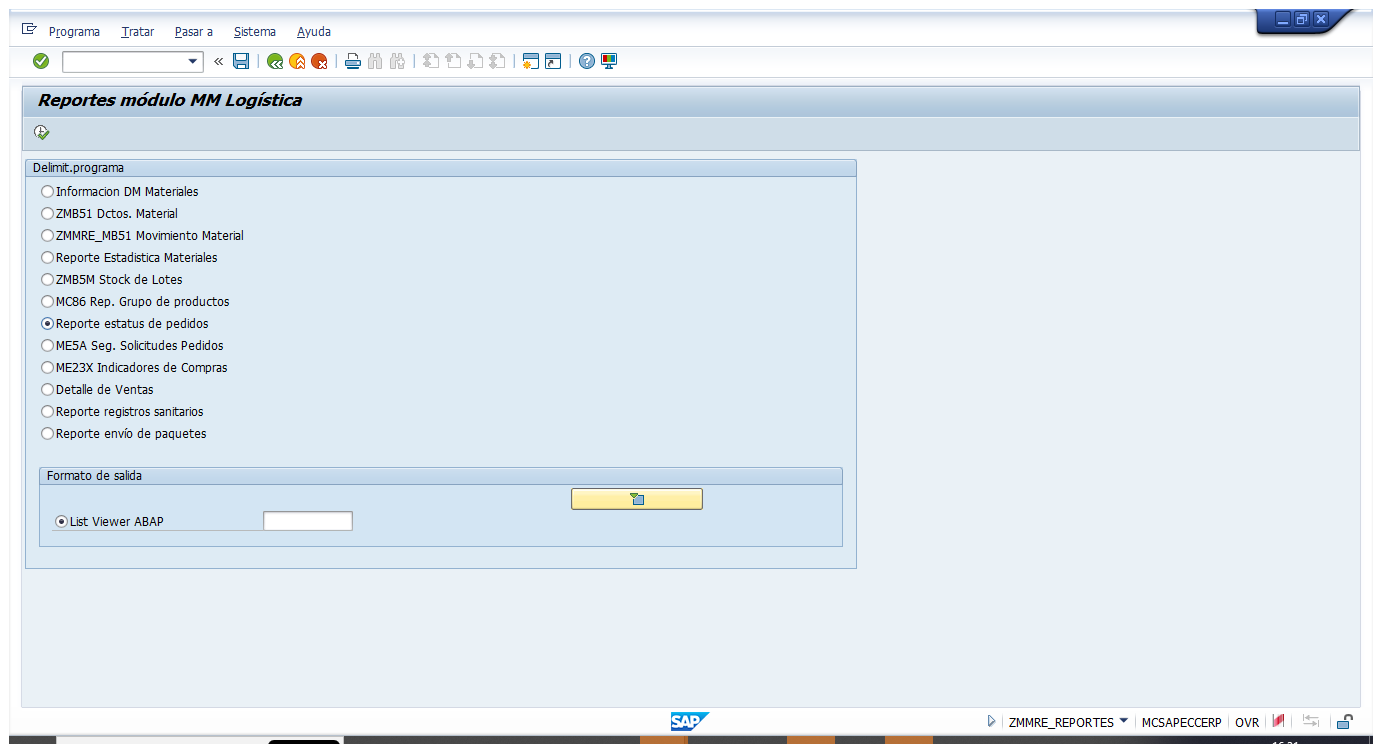 Programa Tratar Pasar a Sistema Ayuda
Reportes módulo MM Logística
Delimit.programa
Informacion DM Materiales
ZMB51 Dctos. Material
ZMMRE_MB51 Movimiento Material
Reporte Estadistica Materiales
ZMB5M Stock de Lotes
MC86 Rep. Grupo de productos
Reporte estatus de pedidos
ME5A Seg. Solicitudes Pedidos
ME23X Indicadores de Compras
Detalle de Ventas
Reporte registros sanitarios
Reporte envío de paquetes
Formato de salida
List Viewer ABAP
SAP ZMMRE_REPORTES MCSAPECCERP OVR